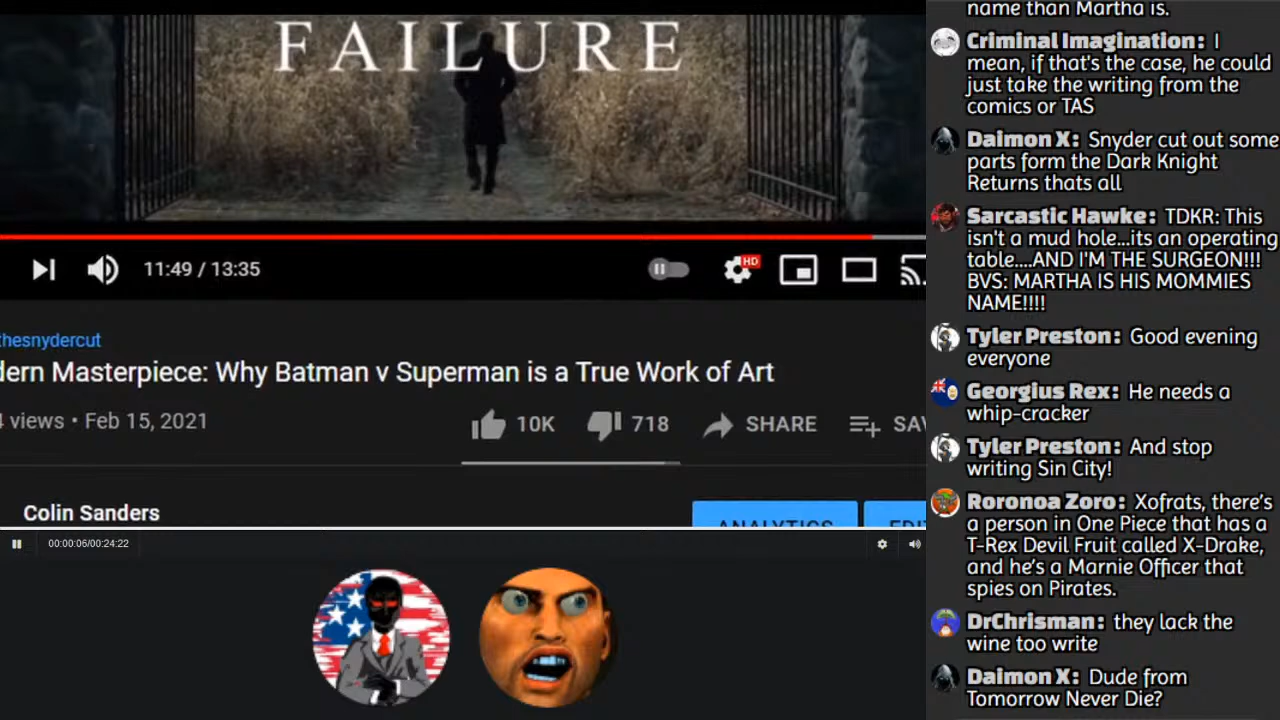 FAILURE
11:49 / 13:35
HD
thesnydercut
dern Masterpiece: Why Batman v Superman is a True Work of Art
4 views • Feb 15, 2021
10K
718
SHARE
SAV
Colin Sanders
ANALYTICS
EDI
00:00:06/00:24:22
name than Martha is.
Criminal Imagination: I
mean, if that's the case, he could
just take the writing from the
comics or TAS
Daimon X: Snyder cut out some
parts form the Dark Knight
Returns thats all
Sarcastic Hawke: TDKR: This
isn't a mud hole...its an operating
table....AND I'M THE SURGEON!!!
BVS: MARTHA IS HIS MOMMIES
NAME!!!!
Tyler Preston: Good evening
everyone
Georgius Rex: He needs a
whip-cracker
Tyler Preston: And stop
writing Sin City!
Roronoa Zoro: Xofrats, there's
a person in One Piece that has a
T-Rex Devil Fruit called X-Drake,
and he's a Marnie Officer that
spies on Pirates.
DrChrisman: they lack the
wine too write
Daimon X: Dude from
Tomorrow Never Die?